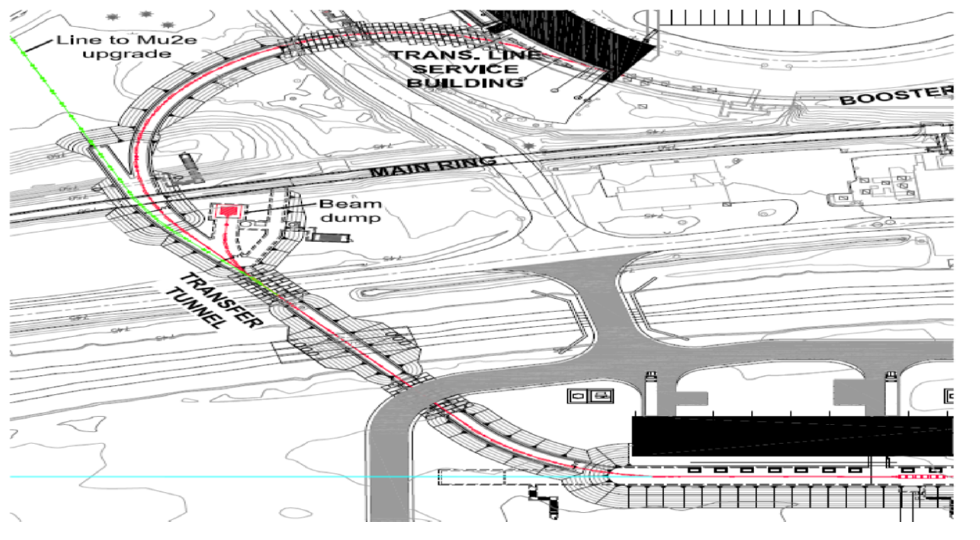 Line to Mu2e
upgrade
TRANS. LINE
SERVICE
BUILDING
BOOSTER
MAIN RING
Beam
dump
TRANSFER
TUNNEL